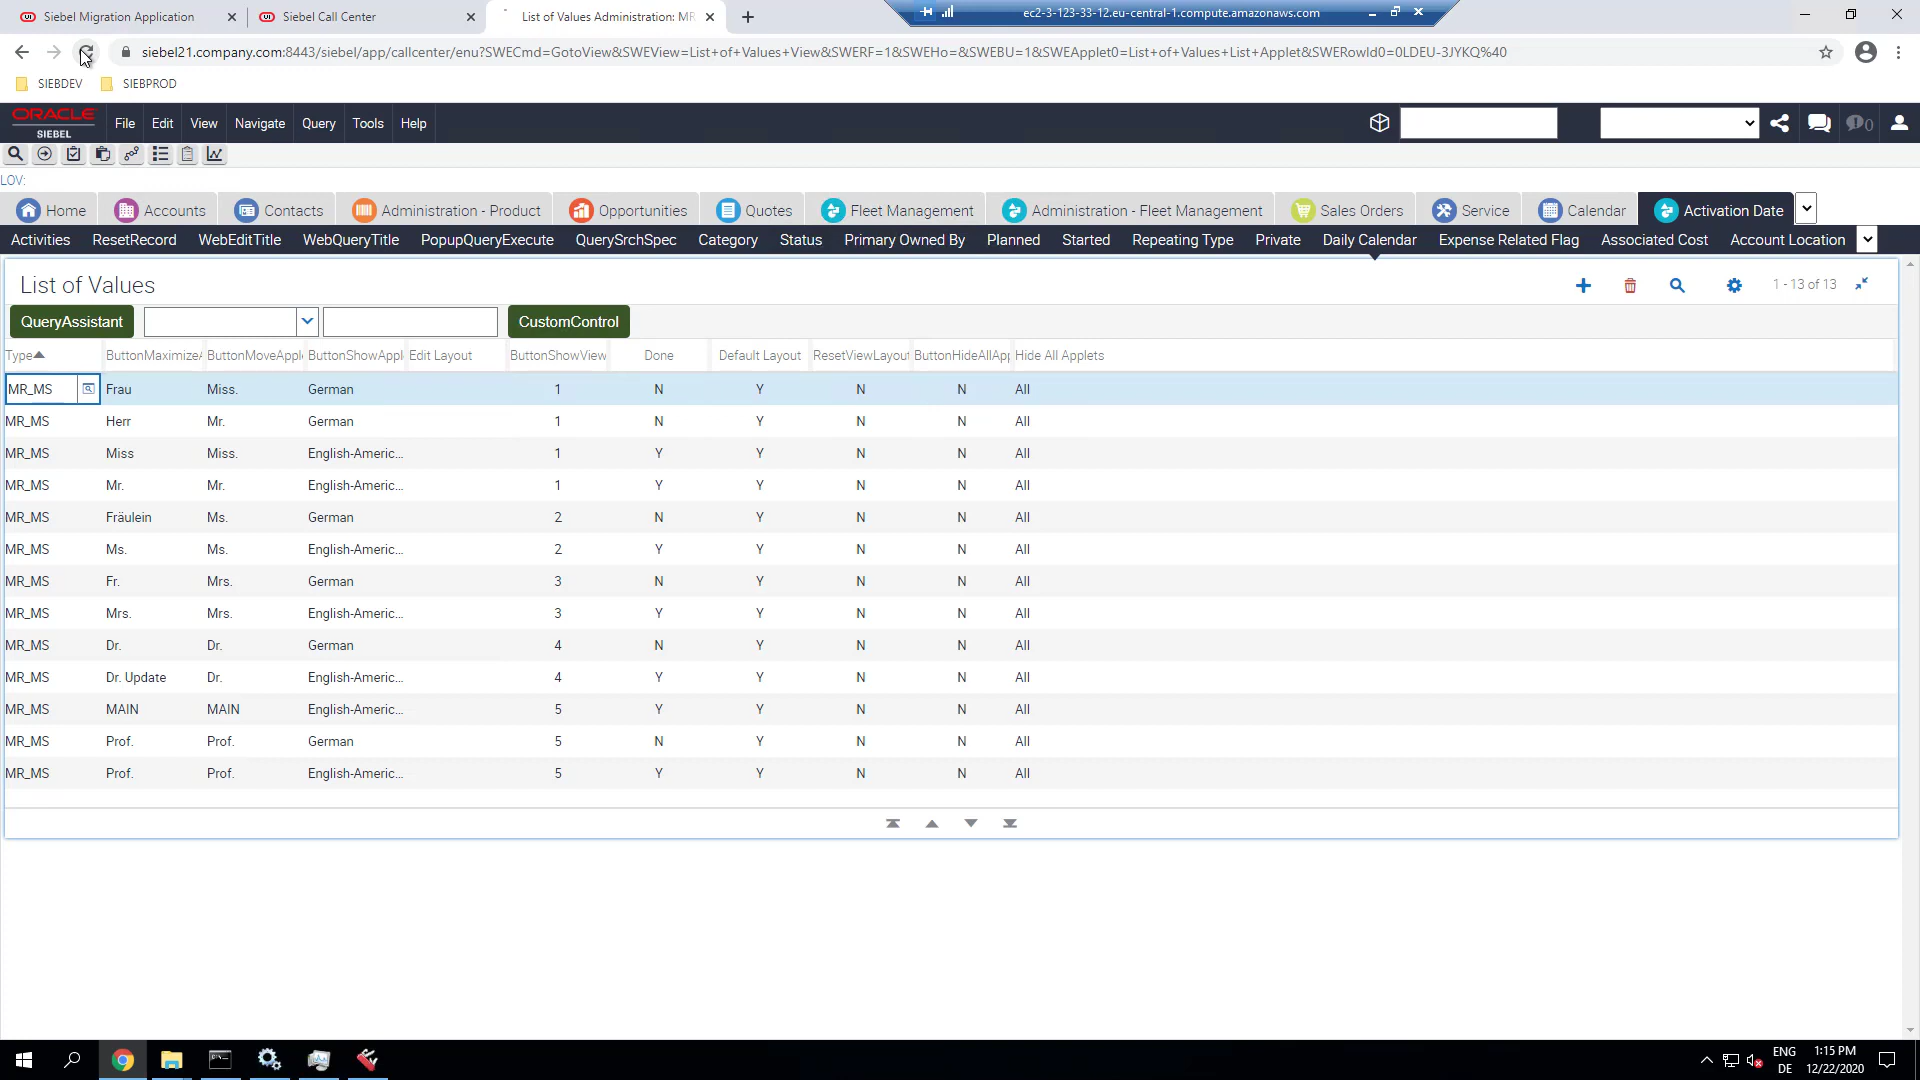 Siebel Migration Application
Siebel Call Center
List of Values Administration: MR
ec2-3-123-33-12.eu-central-1.compute.amazonaws.com
siebel21.company.com:8443/siebel/app/callcenter/enu?SWECmd=GotoView&SWEView=List+of+Values+View&SWERF=1&SWEHo=&SWEBU=1&SWEApplet0=List+of+Values+List+Applet&SWERowId0=0LDEU-3JYKQ%40
SIEBDEV SIEBPROD
ORACLE
SIEBEL
File Edit View Navigate Query Tools Help
0
LOV:
Home Accounts Contacts Administration - Product Opportunities Quotes Fleet Management Administration - Fleet Management Sales Orders Service Calendar Activation Date
Activities ResetRecord WebEditTitle WebQueryTitle PopupQueryExecute QuerySrchSpec Category Status Primary Owned By Planned Started Repeating Type Private Daily Calendar Expense Related Flag Associated Cost Account Location
List of Values
1 - 13 of 13
QueryAssistant CustomControl
Type ButtonMaximizeA ButtonMoveApple ButtonShowAppl Edit Layout ButtonShowView Done Default Layout ResetViewLayout ButtonHideAllApp Hide All Applets
MR_MS Frau Miss. German 1 N Y N N All
MR_MS Herr Mr. German 1 N Y N N All
MR_MS Miss Miss. English-Americ... 1 Y Y N N All
MR_MS Mr. Mr. English-Americ... 1 Y Y N N All
MR_MS Fräulein Ms. German 2 N Y N N All
MR_MS Ms. Ms. English-Americ... 2 Y Y N N All
MR_MS Fr. Mrs. German 3 N Y N N All
MR_MS Mrs. Mrs. English-Americ... 3 Y Y N N All
MR_MS Dr. Dr. German 4 N Y N N All
MR_MS Dr. Update Dr. English-Americ... 4 Y Y N N All
MR_MS MAIN MAIN English-Americ... 5 Y Y N N All
MR_MS Prof. Prof. German 5 N Y N N All
MR_MS Prof. Prof. English-Americ... 5 Y Y N N All
ENG
DE
1:15 PM
12/22/2020